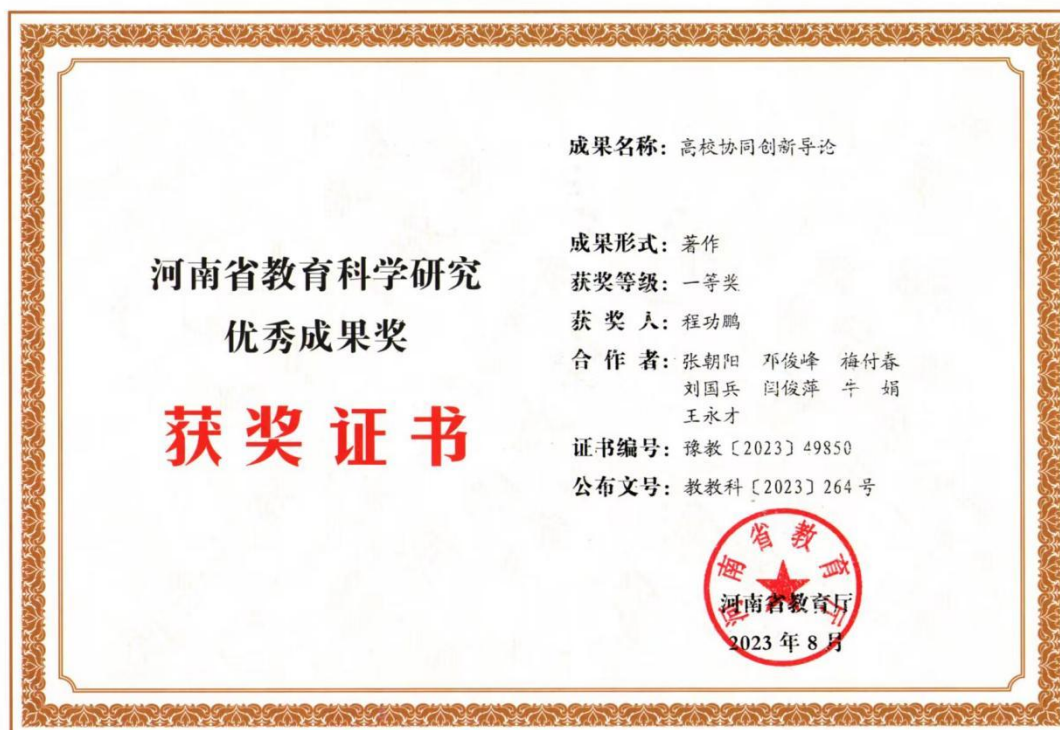 河南省教育科学研究
优秀成果奖
获奖证书
成果名称：高校协同创新导论
成果形式：著作
获奖等级：一等奖
获 奖 人：程功鹏
合 作 者：张朝阳 邓俊峰 梅付春
刘国兵 闫俊萍 牛 娟
王永才
证书编号：豫教〔2023〕49850
公布文号：教教科〔2023〕264号
河南省教育厅
河南省教育厅
2023年8月